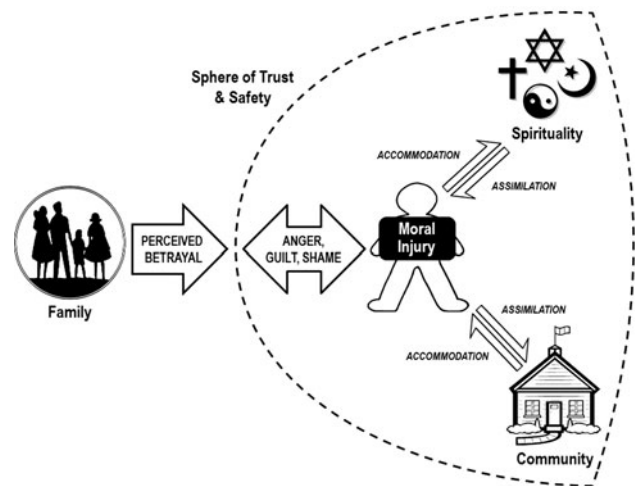 Sphere of Trust
& Safety
Spirituality
ACCOMMODATION
ASSIMILATION
PERCEIVED
BETRAYAL
ANGER,
GUILT, SHAME
Moral
Injury
Family
ASSIMILATION
ACCOMMODATION
Community